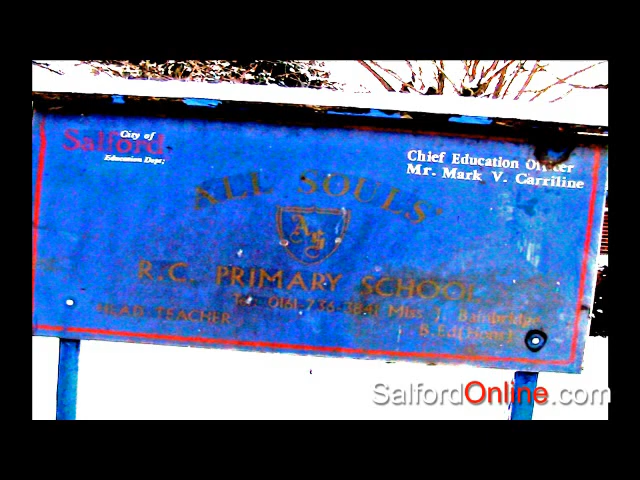 City of
Salford
Education Dept;
Chief Education Officer
Mr. Mark V. Carriline
ALL SOULS'
AS
R.C. PRIMARY SCHOOL
Tel: 0161-736-3841 Miss J. Bainbridge
HEAD TEACHER
B.Ed(Hons)
SalfordOnline.com